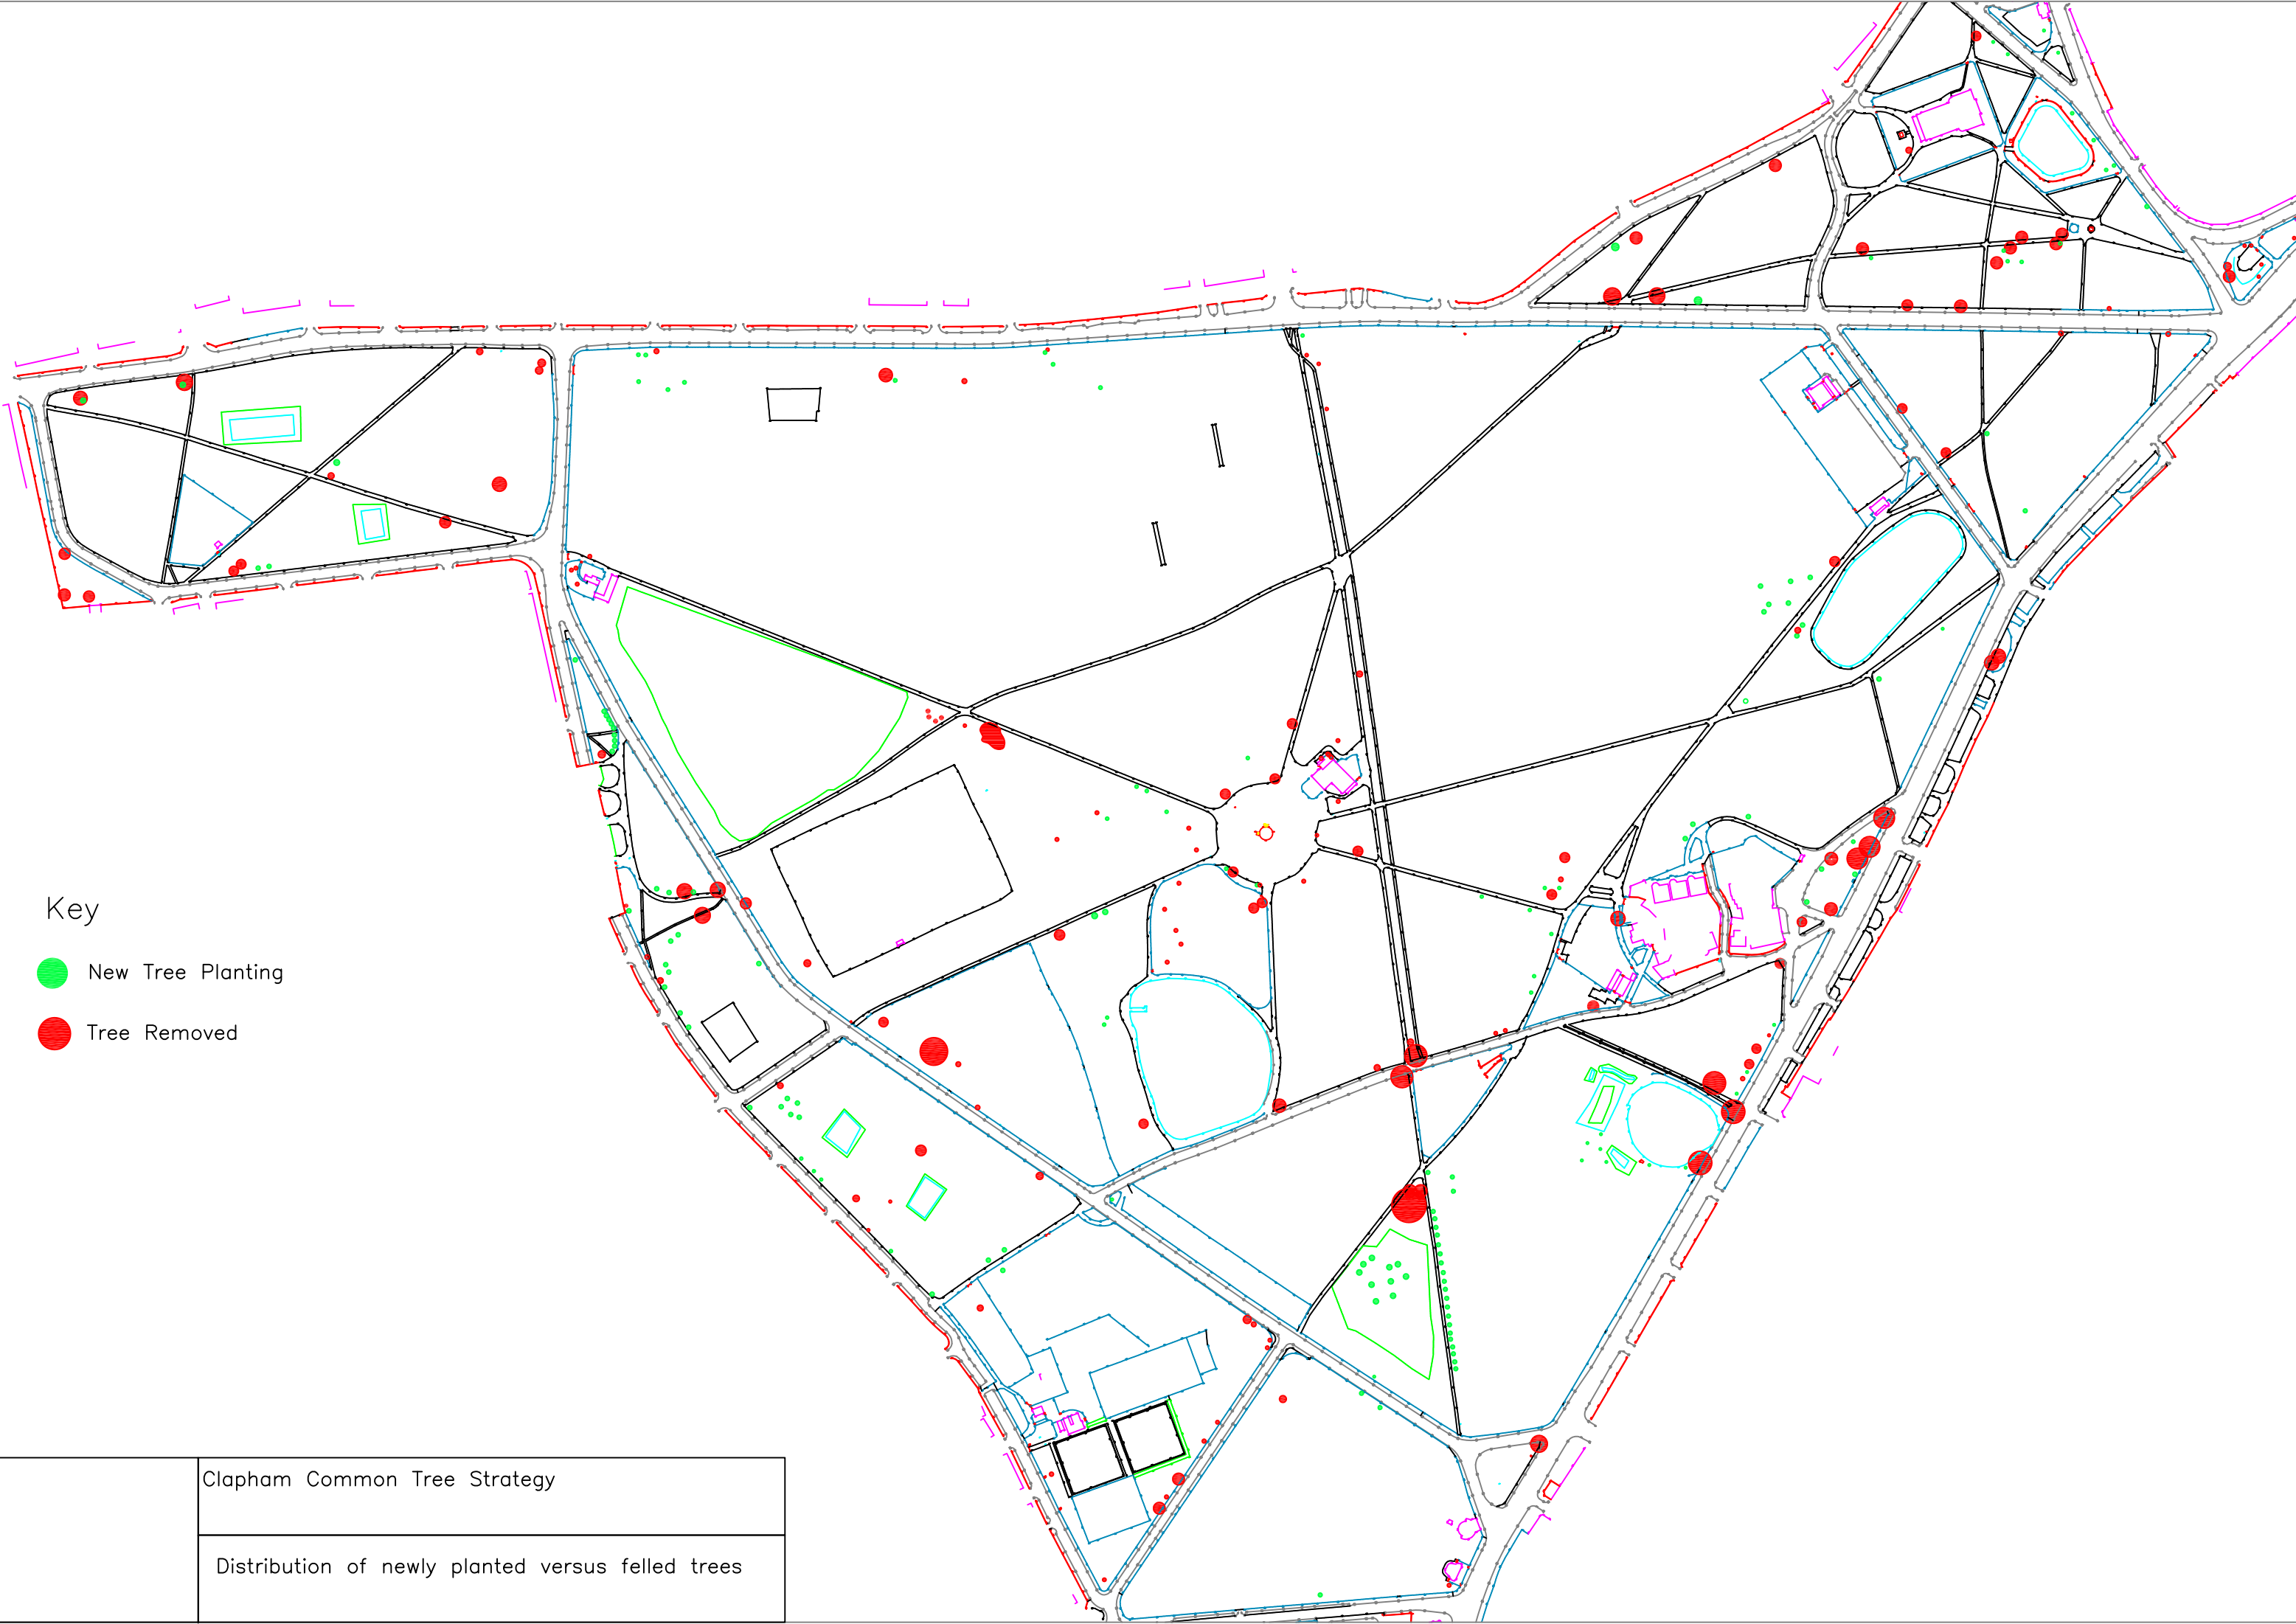 Key
New Tree Planting
Tree Removed
Clapham Common Tree Strategy
Distribution of newly planted versus felled trees